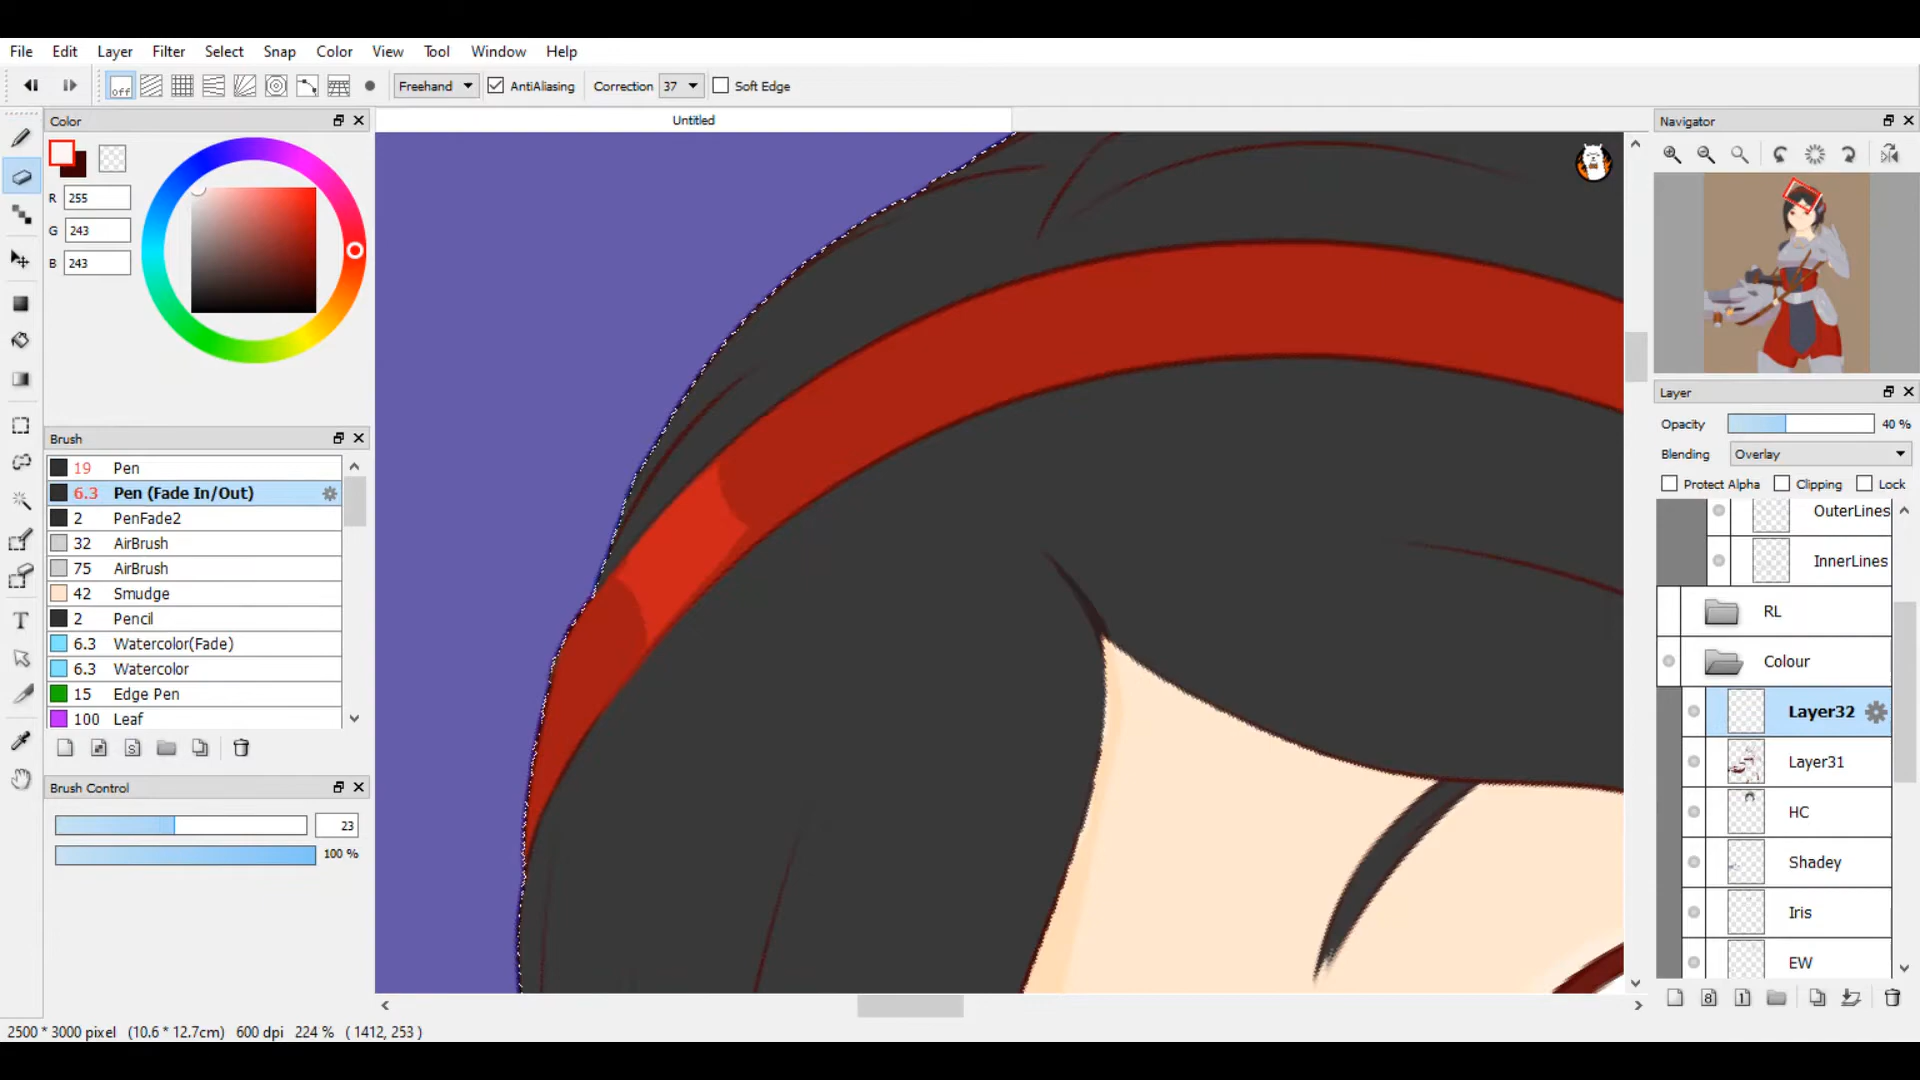 File Edit Layer Filter Select Snap Color View Tool Window Help
off Freehand AntiAliasing Correction 37 Soft Edge
Color
R 255
G 243
B 243
Untitled
Navigator
Brush
19 Pen
6.3 Pen (Fade In/Out)
2 PenFade2
32 AirBrush
75 AirBrush
42 Smudge
2 Pencil
6.3 Watercolor(Fade)
6.3 Watercolor
15 Edge Pen
100 Leaf
S
Brush Control
23
100 %
Layer
Opacity 40 %
Blending Overlay
Protect Alpha Clipping Lock
OuterLines
InnerLines
RL
Colour
Layer32
Layer31
HC
Shadey
Iris
EW
8 1
2500 * 3000 pixel (10.6 * 12.7cm) 600 dpi 224 % ( 1412, 253 )